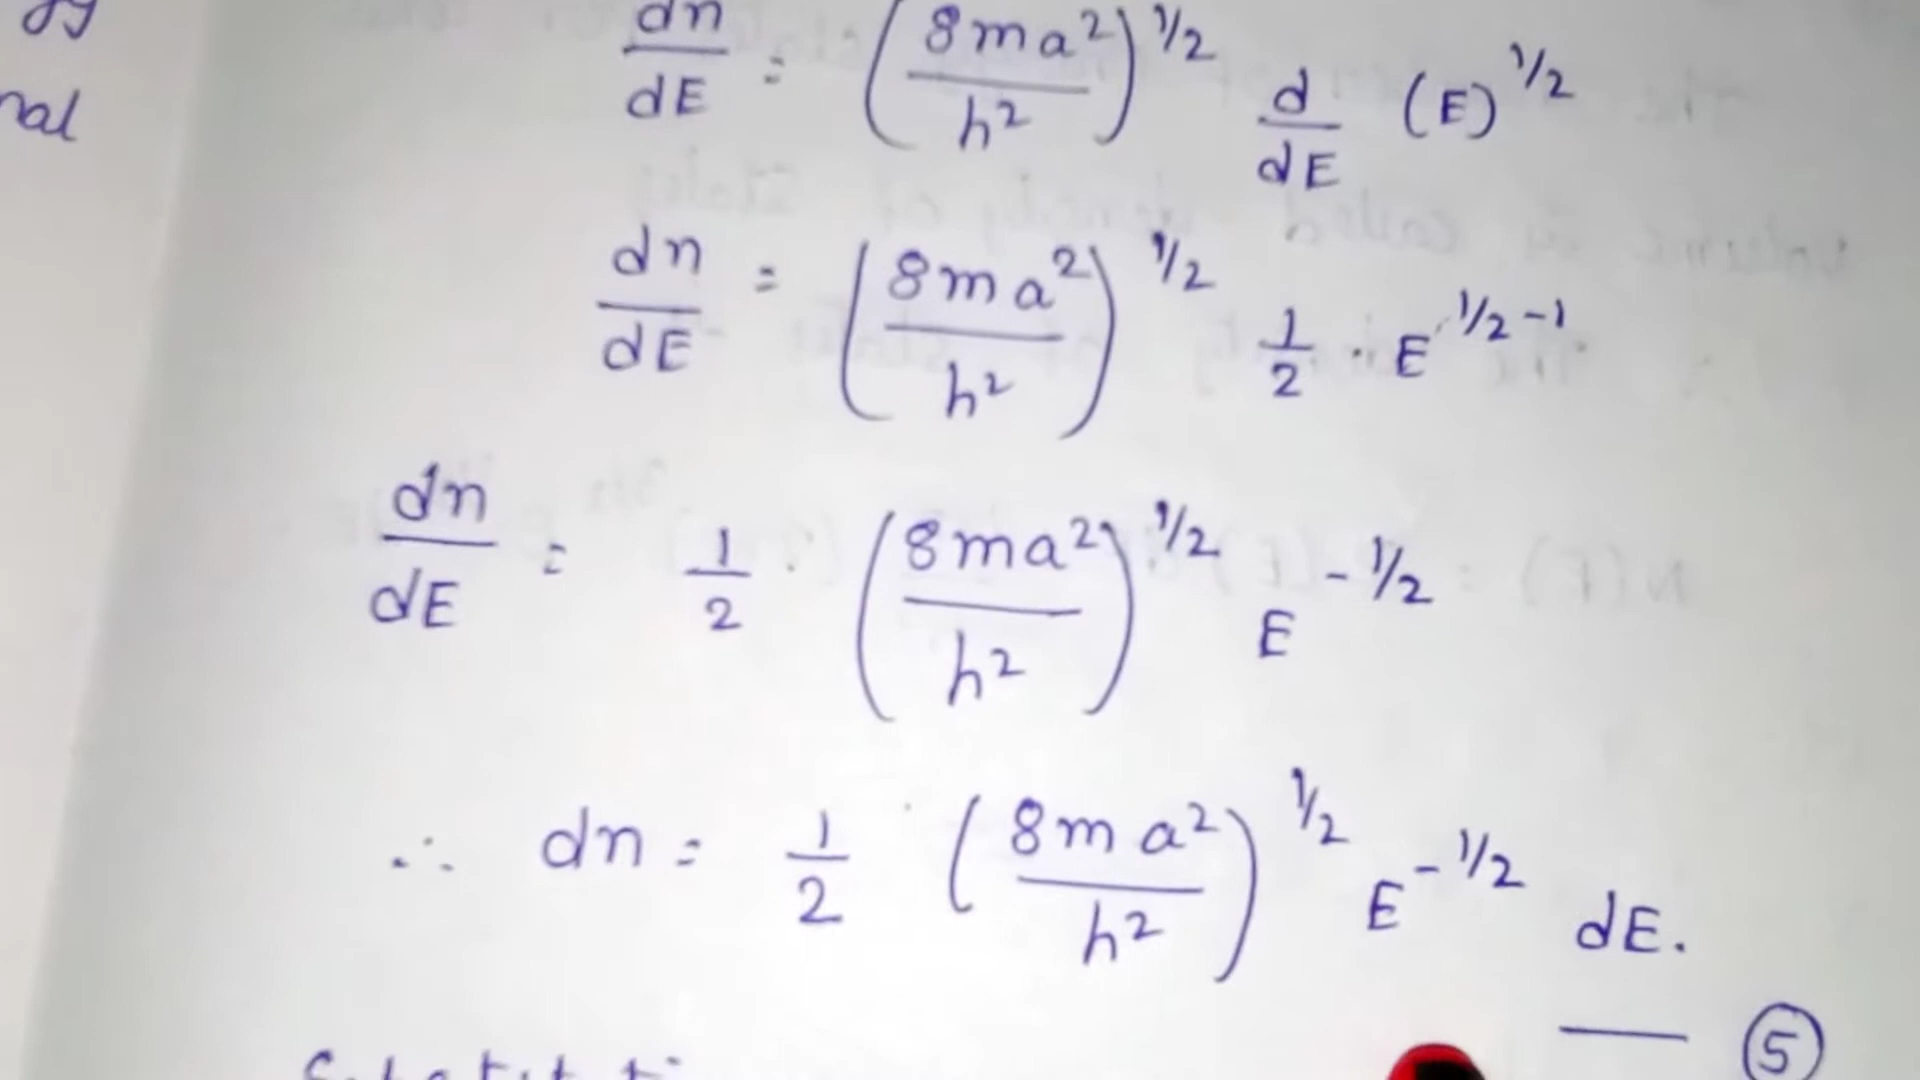 dn/dE = (8ma²/h²)^1/2 d/dE (E)^1/2
dn/dE = (8ma²/h²)^1/2 1/2 · E^1/2-1
dn/dE = 1/2 (8ma²/h²)^1/2 E^-1/2
∴ dn = 1/2 (8ma²/h²)^1/2 E^-1/2 dE.
— ⑤